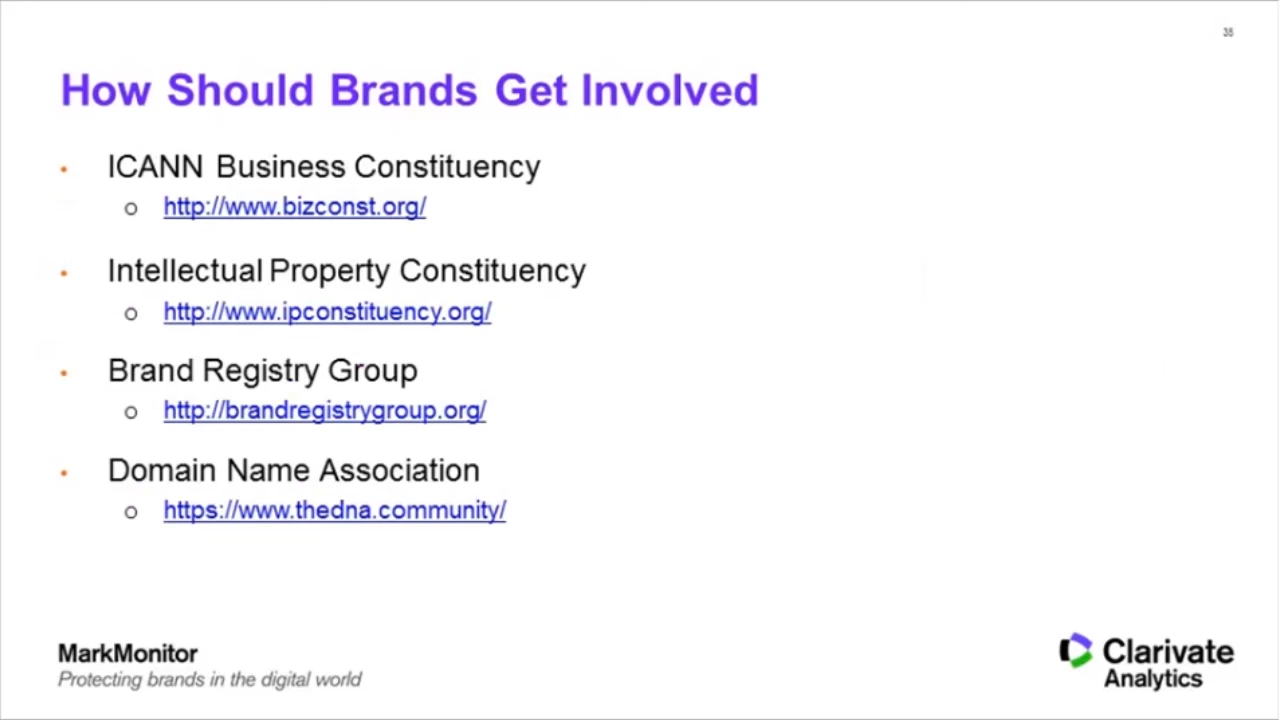 35
How Should Brands Get Involved
• ICANN Business Constituency
o http://www.bizconst.org/
• Intellectual Property Constituency
o http://www.ipconstituency.org/
• Brand Registry Group
o http://brandregistrygroup.org/
• Domain Name Association
o https://www.thedna.community/
MarkMonitor
Protecting brands in the digital world
Clarivate
Analytics